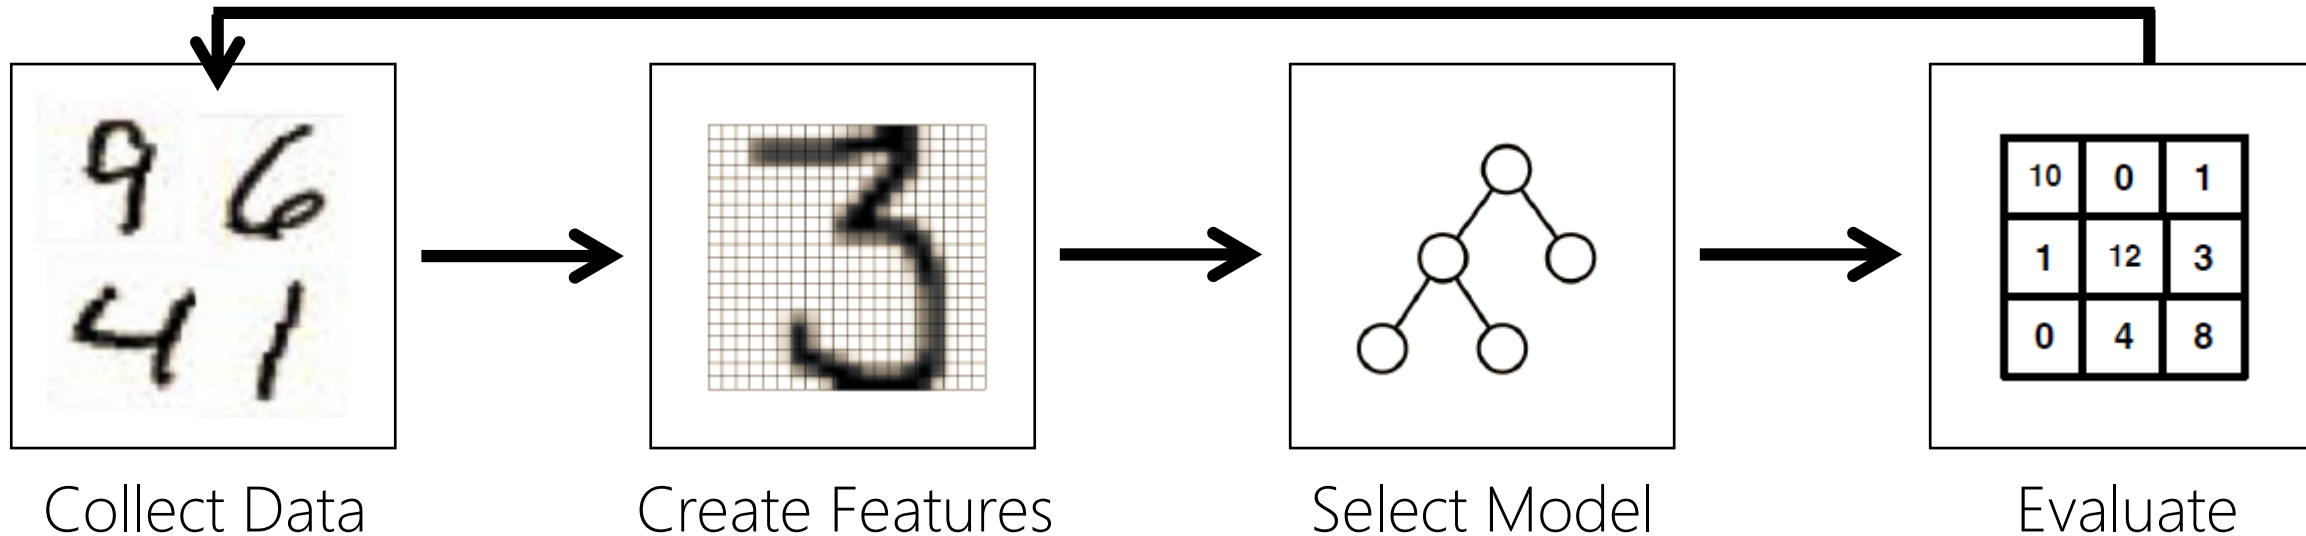 9 6
4 1
3
10 0 1
1 12 3
0 4 8
Collect Data
Create Features
Select Model
Evaluate